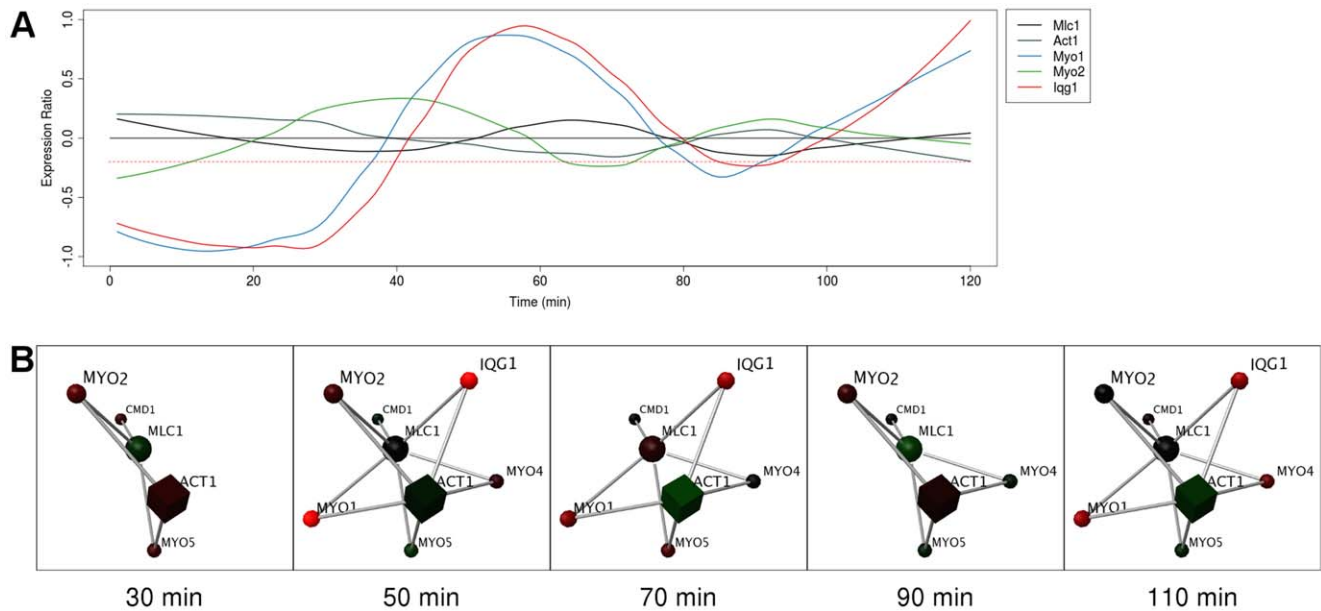 A
1.0
0.5
0.0
-0.5
-1.0
Expression Ratio
0
20
40
60
80
100
120
Time (min)
Mlc1
Act1
Myo1
Myo2
Iqg1
B
MYO2
CMD1
MLC1
ACT1
MYO5
30 min
MYO2
IQG1
CMD1
MLC1
MYO4
ACT1
MYO1
MYO5
50 min
IQG1
CMD1
MLC1
MYO4
ACT1
MYO1
MYO5
70 min
MYO2
CMD1
MLC1
MYO4
ACT1
MYO5
90 min
MYO2
IQG1
CMD1
MLC1
MYO4
ACT1
MYO1
MYO5
110 min